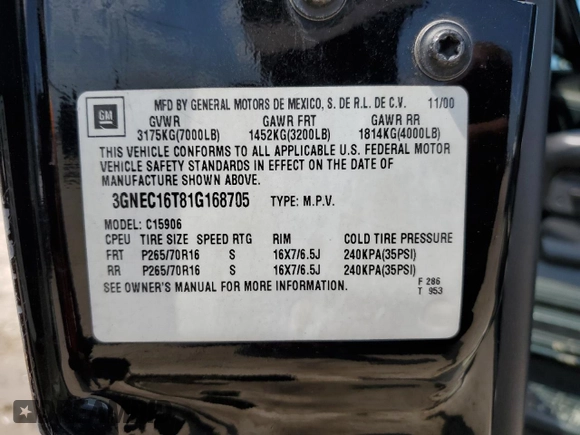 GM
MFD BY GENERAL MOTORS DE MEXICO, S. DE R.L. DE C.V. 11/00
GVWR GAWR FRT GAWR RR
3175KG(7000LB) 1452KG(3200LB) 1814KG(4000LB)
THIS VEHICLE CONFORMS TO ALL APPLICABLE U.S. FEDERAL MOTOR
VEHICLE SAFETY STANDARDS IN EFFECT ON THE DATE OF
MANUFACTURE SHOWN ABOVE.
3GNEC16T81G168705 TYPE: M.P.V.
MODEL: C15906
CPEU TIRE SIZE SPEED RTG RIM COLD TIRE PRESSURE
FRT P265/70R16 S 16X7/6.5J 240KPA(35PSI)
RR P265/70R16 S 16X7/6.5J 240KPA(35PSI)
SEE OWNER'S MANUAL FOR MORE INFORMATION. F 286
T 953